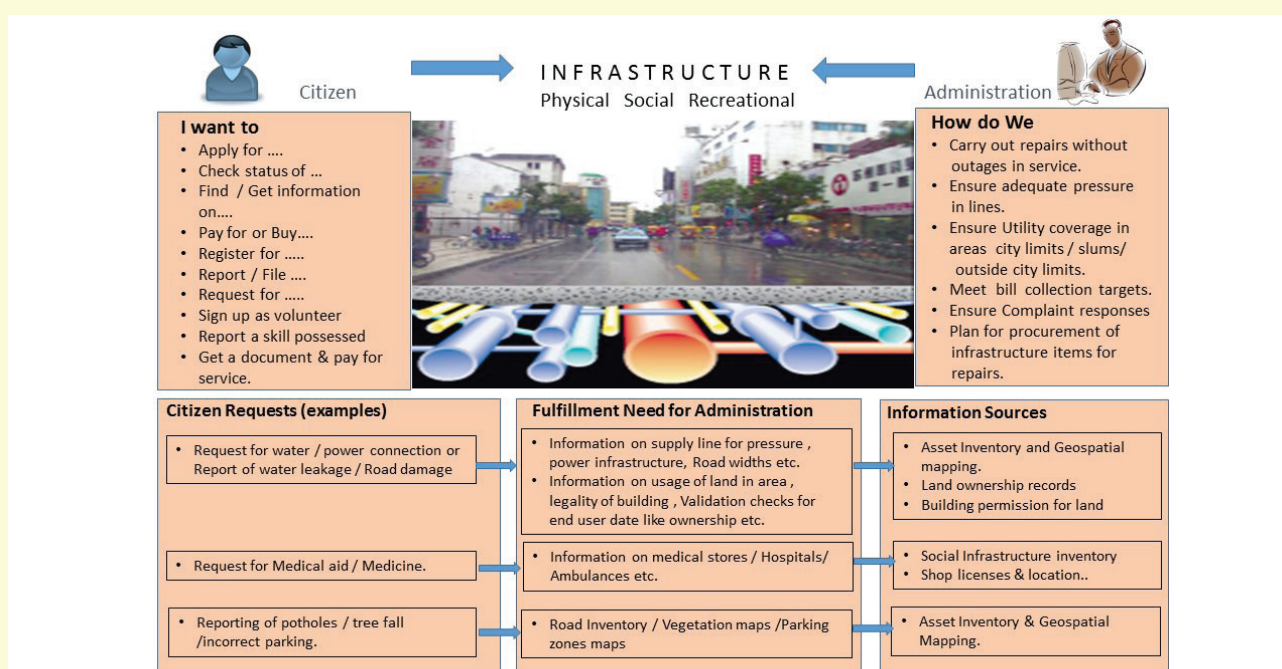 Citizen
INFRASTRUCTURE
Physical Social Recreational
Administration
I want to
• Apply for ....
• Check status of ...
• Find / Get information
on....
• Pay for or Buy....
• Register for .....
• Report / File ....
• Request for .....
• Sign up as volunteer
• Report a skill possessed
• Get a document & pay for
service.
How do We
• Carry out repairs without
outages in service.
• Ensure adequate pressure
in lines.
• Ensure Utility coverage in
areas city limits / slums/
outside city limits.
• Meet bill collection targets.
• Ensure Complaint responses
• Plan for procurement of
infrastructure items for
repairs.
Citizen Requests (examples)
• Request for water / power connection or
Report of water leakage / Road damage
• Request for Medical aid / Medicine.
• Reporting of potholes / tree fall
/incorrect parking.
Fulfillment Need for Administration
• Information on supply line for pressure ,
power infrastructure, Road widths etc.
• Information on usage of land in area ,
legality of building , Validation checks for
end user date like ownership etc.
• Information on medical stores / Hospitals/
Ambulances etc.
• Road Inventory / Vegetation maps /Parking
zones maps
Information Sources
• Asset Inventory and Geospatial
mapping.
• Land ownership records
• Building permission for land
• Social Infrastructure inventory
• Shop licenses & location..
• Asset Inventory & Geospatial
Mapping.